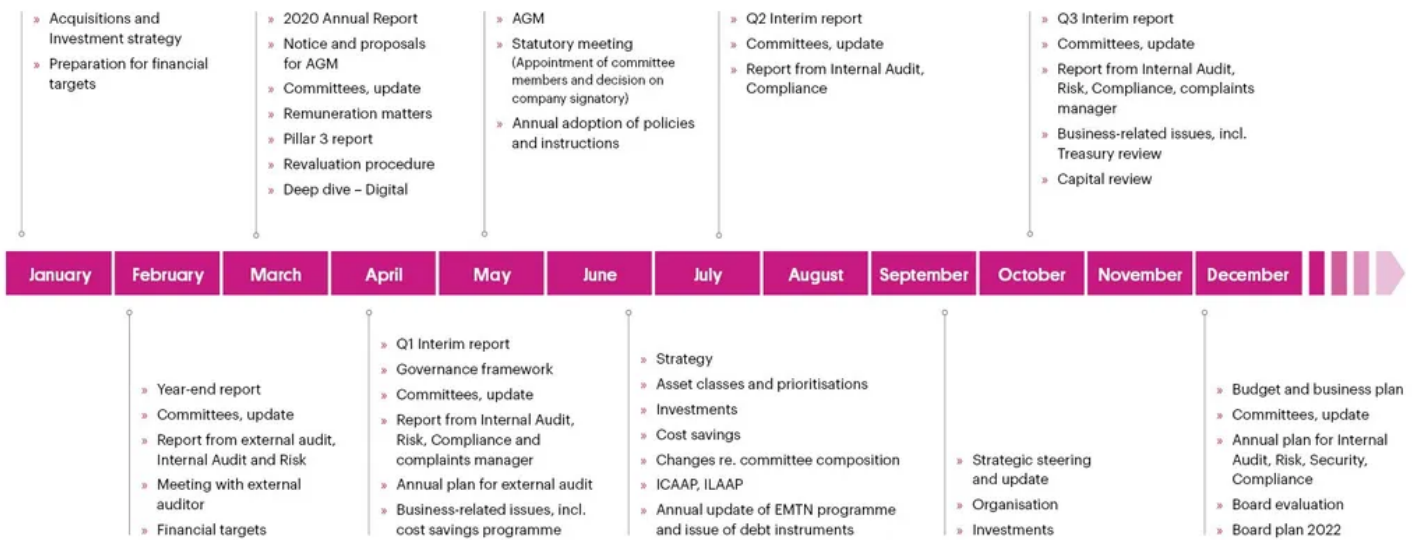 » Acquisitions and
Investment strategy
» Preparation for financial
targets
» 2020 Annual Report
» Notice and proposals
for AGM
» Committees, update
» Remuneration matters
» Pillar 3 report
» Revaluation procedure
» Deep dive – Digital
» AGM
» Statutory meeting
(Appointment of committee
members and decision on
company signatory)
» Annual adoption of policies
and instructions
» Q2 Interim report
» Committees, update
» Report from Internal Audit,
Compliance
» Q3 Interim report
» Committees, update
» Report from Internal Audit,
Risk, Compliance, complaints
manager
» Business-related issues, incl.
Treasury review
» Capital review
January February March April May June July August September October November December
» Year-end report
» Committees, update
» Report from external audit,
Internal Audit and Risk
» Meeting with external
auditor
» Financial targets
» Q1 Interim report
» Governance framework
» Committees, update
» Report from Internal Audit,
Risk, Compliance and
complaints manager
» Annual plan for external audit
» Business-related issues, incl.
cost savings programme
» Strategy
» Asset classes and prioritisations
» Investments
» Cost savings
» Changes re. committee composition
» ICAAP, ILAAP
» Annual update of EMTN programme
and issue of debt instruments
» Strategic steering
and update
» Organisation
» Investments
» Budget and business plan
» Committees, update
» Annual plan for Internal
Audit, Risk, Security,
Compliance
» Board evaluation
» Board plan 2022